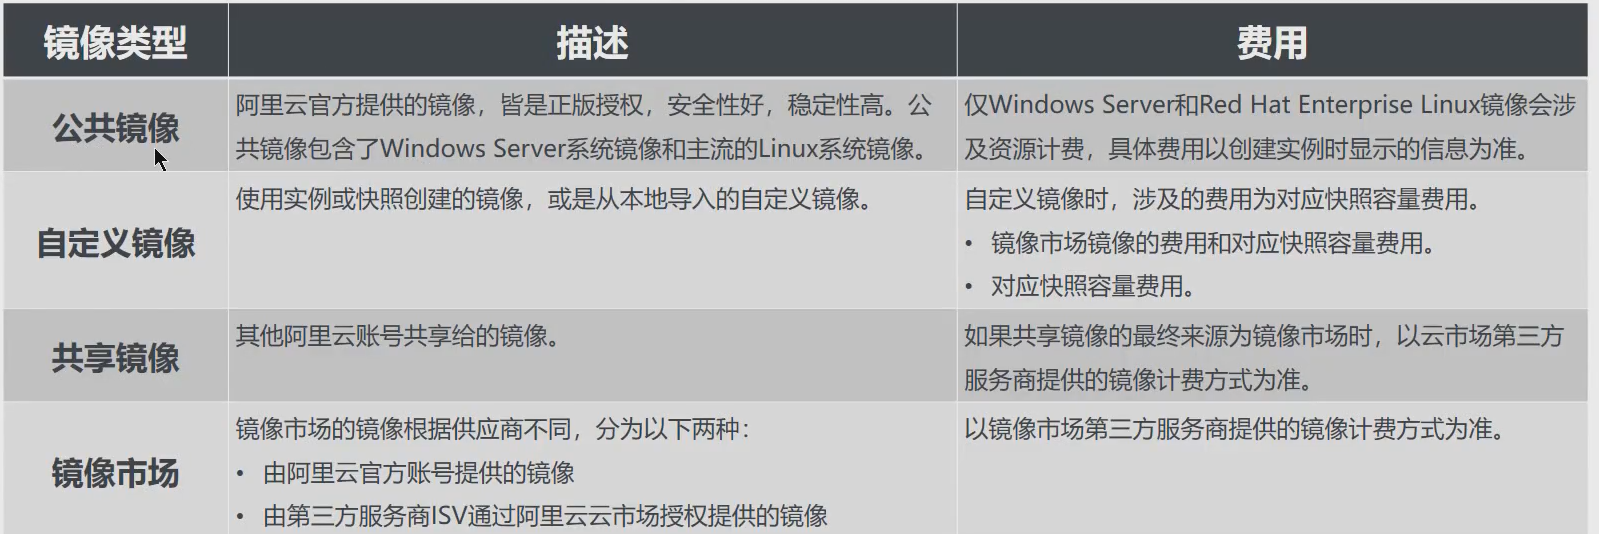 镜像类型
描述
费用
公共镜像
阿里云官方提供的镜像，皆是正版授权，安全性好，稳定性高。公
共镜像包含了Windows Server系统镜像和主流的Linux系统镜像。
仅Windows Server和Red Hat Enterprise Linux镜像会涉
及资源计费，具体费用以创建实例时显示的信息为准。
自定义镜像
使用实例或快照创建的镜像，或是从本地导入的自定义镜像。
自定义镜像时，涉及的费用为对应快照容量费用。
• 镜像市场镜像的费用和对应快照容量费用。
• 对应快照容量费用。
共享镜像
其他阿里云账号共享给的镜像。
如果共享镜像的最终来源为镜像市场时，以云市场第三方
服务商提供的镜像计费方式为准。
镜像市场
镜像市场的镜像根据供应商不同，分为以下两种：
• 由阿里云官方账号提供的镜像
• 由第三方服务商ISV通过阿里云云市场授权提供的镜像
以镜像市场第三方服务商提供的镜像计费方式为准。